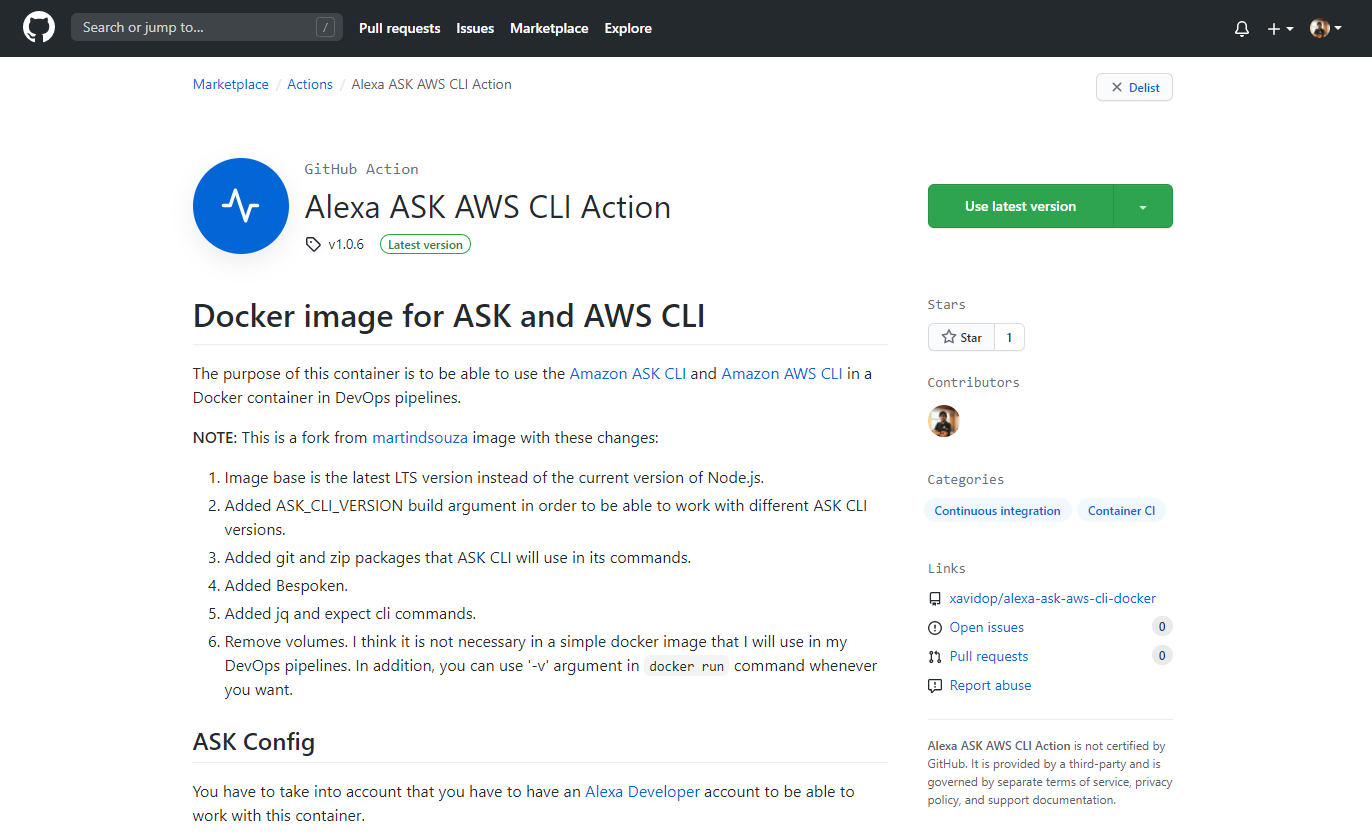 Search or jump to... /
Pull requests Issues Marketplace Explore
Marketplace / Actions / Alexa ASK AWS CLI Action
Delist
GitHub Action
Alexa ASK AWS CLI Action
v1.0.6 Latest version
Use latest version
Docker image for ASK and AWS CLI
The purpose of this container is to be able to use the Amazon ASK CLI and Amazon AWS CLI in a
Docker container in DevOps pipelines.
NOTE: This is a fork from martindsouza image with these changes:
1. Image base is the latest LTS version instead of the current version of Node.js.
2. Added ASK_CLI_VERSION build argument in order to be able to work with different ASK CLI
versions.
3. Added git and zip packages that ASK CLI will use in its commands.
4. Added Bespoken.
5. Added jq and expect cli commands.
6. Remove volumes. I think it is not necessary in a simple docker image that I will use in my
DevOps pipelines. In addition, you can use '-v' argument in docker run command whenever
you want.
ASK Config
You have to take into account that you have to have an Alexa Developer account to be able to
work with this container.
Stars
Star 1
Contributors
Categories
Continuous integration Container CI
Links
xavidop/alexa-ask-aws-cli-docker
Open issues 0
Pull requests 0
Report abuse
Alexa ASK AWS CLI Action is not certified by
GitHub. It is provided by a third-party and is
governed by separate terms of service, privacy
policy, and support documentation.